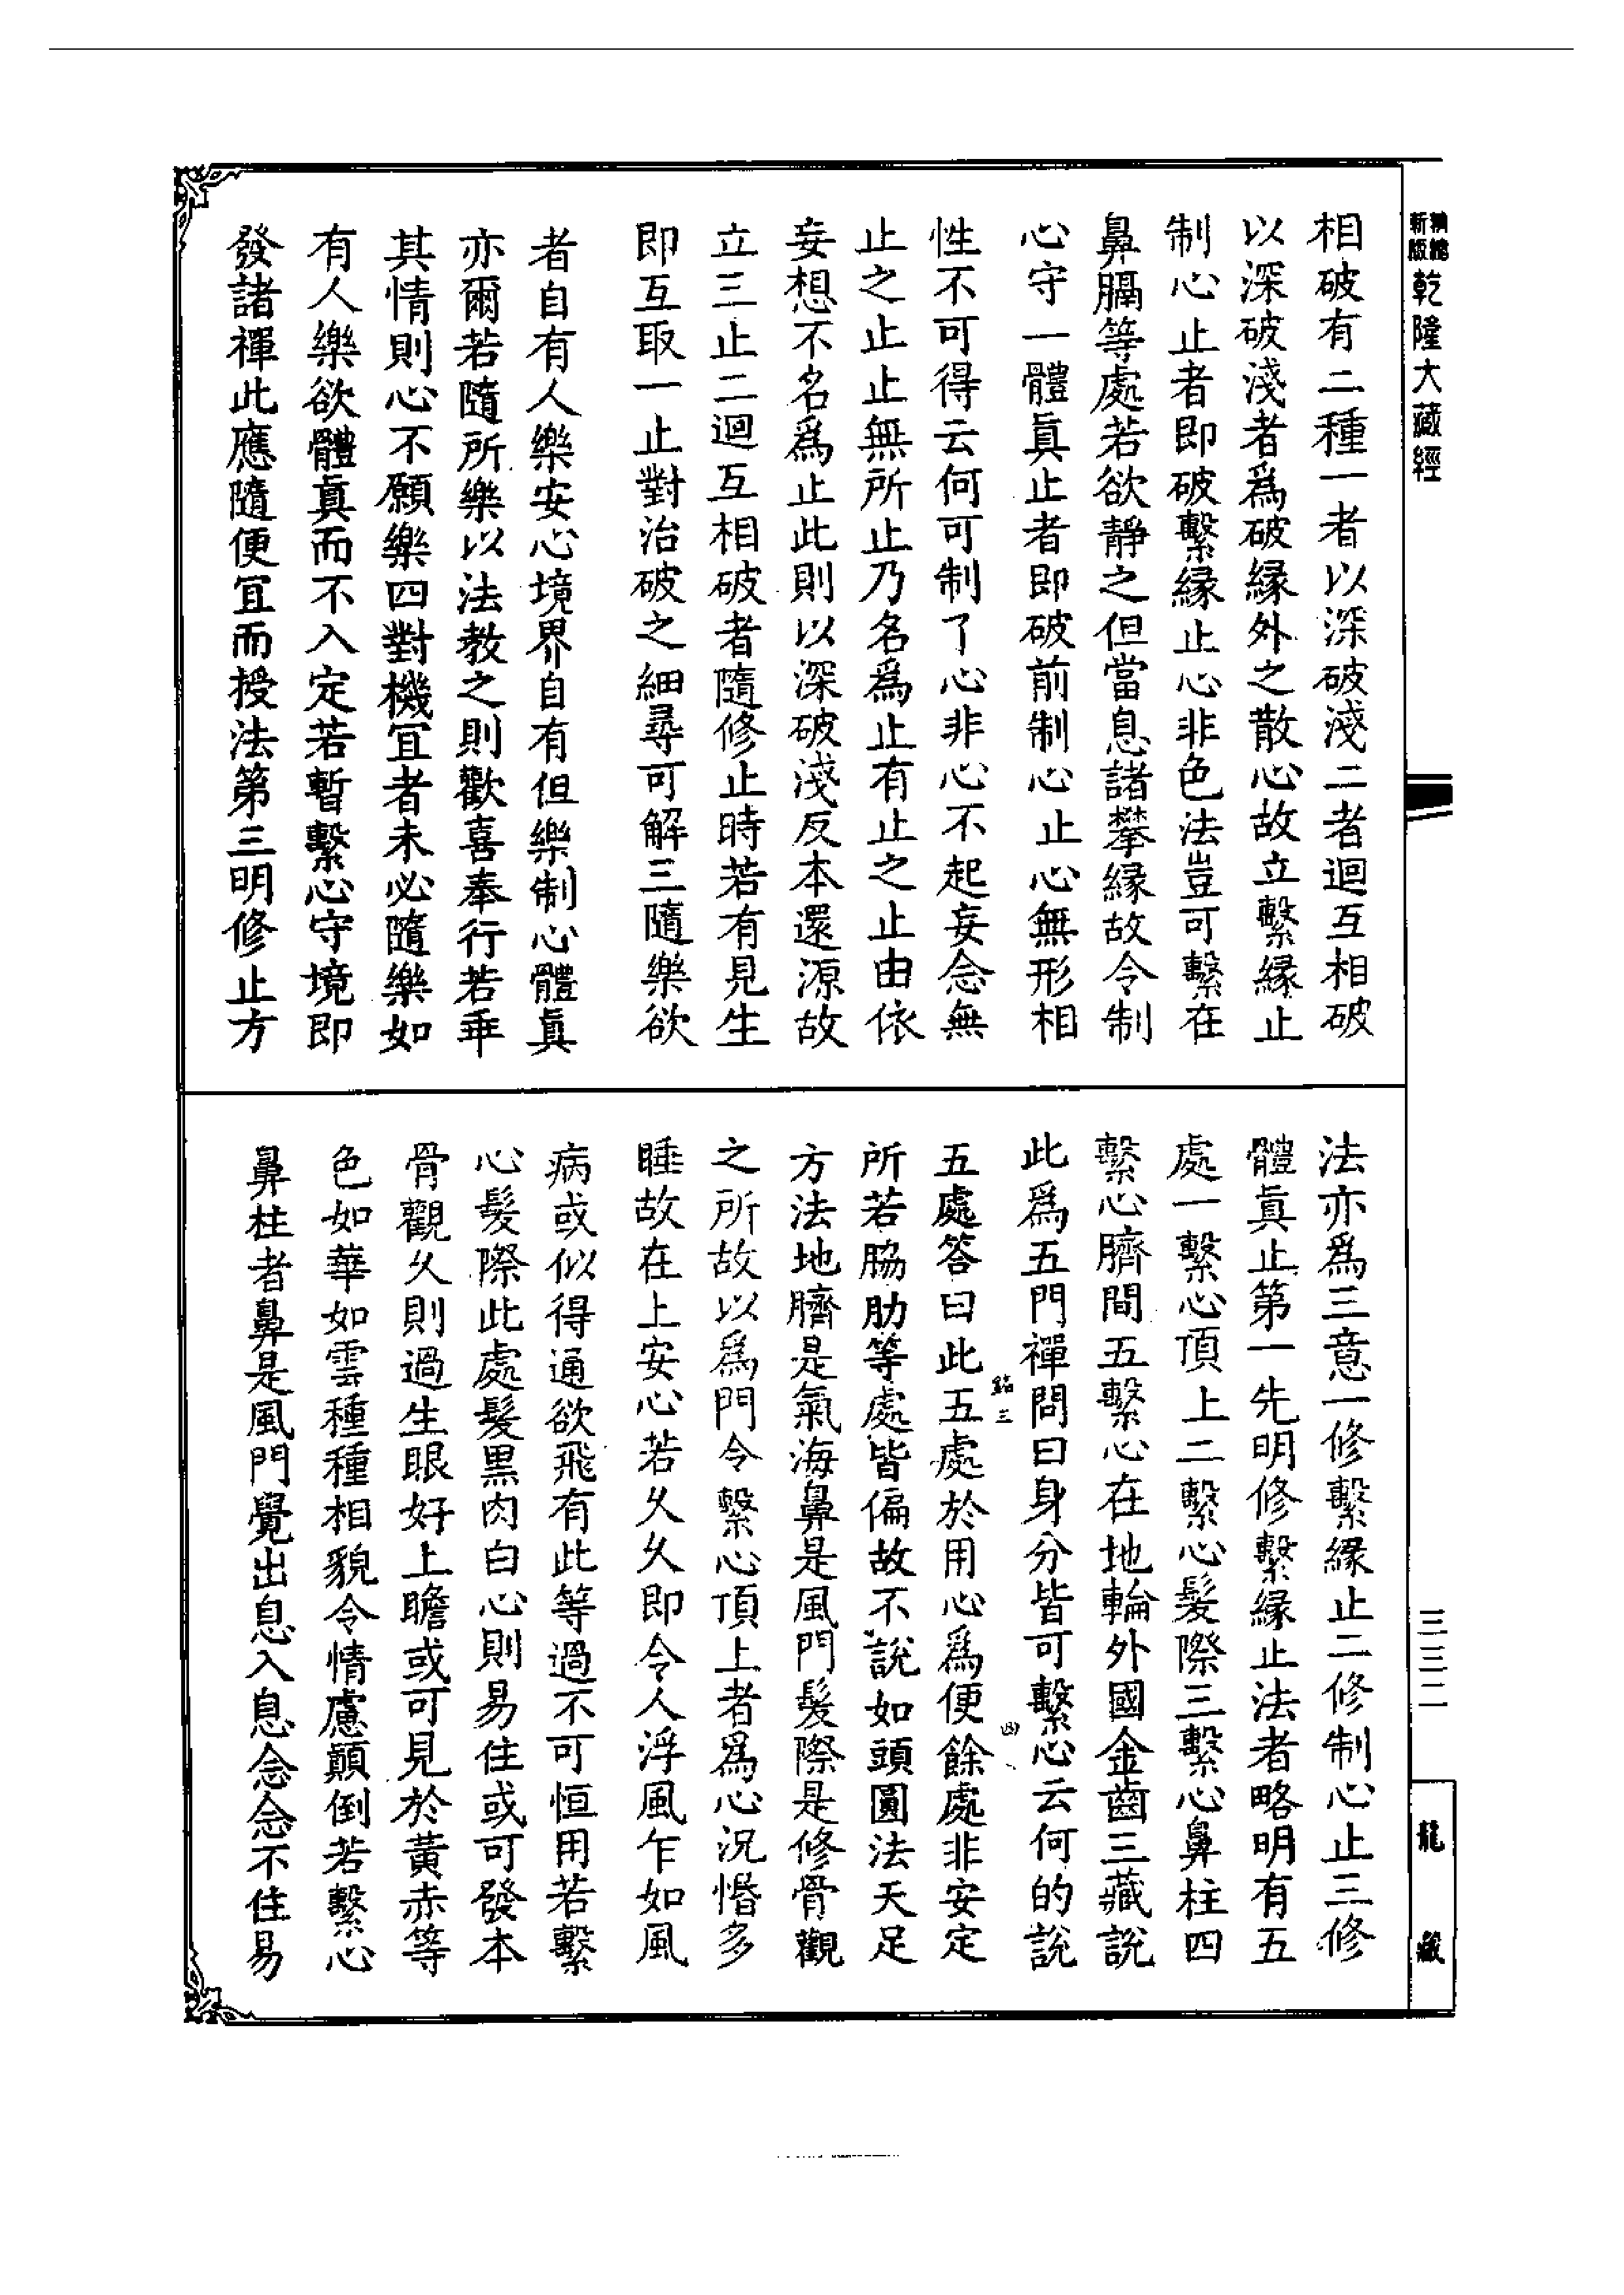 精縮新版乾隆大藏經
相破有二種一者以深破淺二者迴互相破
以深破淺者爲破緣外之散心故立繫緣止
制心止者即破繫緣止心非色法豈可繫在
鼻膈等處若欲靜之但當息諸攀緣故令制
心守一體眞止者即破前制心止心無形相
性不可得云何可制了心非心不起妄念無
止之止止無所止乃名爲止有止之止由依
妄想不名爲止此則以深破淺反本還源故
立三止二迴互相破者隨修止時若有見生
即互取一止對治破之細尋可解三隨樂欲
者自有人樂安心境界自有但樂制心體眞
亦爾若隨所樂以法教之則歡喜奉行若乖
其情則心不願樂四對機宜者未必隨樂如
有人樂欲體眞而不入定若暫繫心守境即
發諸禪此應隨便宜而授法第三明修止方
法亦爲三意一修繫緣止二修制心止三修
體眞止第一先明修繫緣止法者略明有五
處一繫心頂上二繫心髮際三繫心鼻柱四
繫心臍間五繫心在地輪外國金齒三藏說
此爲五門禪問曰身分皆可繫心云何的說
五處答曰此五處於用心爲便餘處非安定
所若脇肋等處皆偏故不說如頭圓法天足
方法地臍是氣海鼻是風門髮際是修骨觀
之所故以爲門令繫心頂上者爲心況惛多
睡故在上安心若久久即令人浮風乍如風
病或似得通欲飛有此等過不可恒用若繫
心髮際此處髮黒肉白心則易住或可發本
骨觀久則過生眼好上瞻或可見於黃赤等
色如華如雲種種相貌令情慮顛倒若繫心
鼻柱者鼻是風門覺出息入息念念不住易
三三二
龍藏